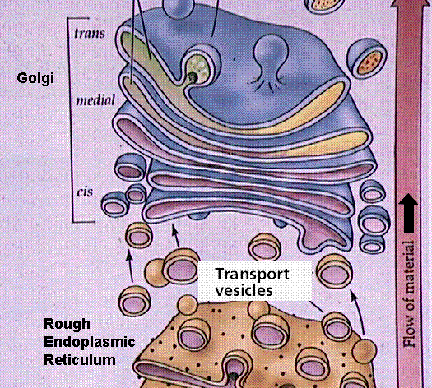 trans
Golgi
medial
cis
Transport
vesicles
Rough
Endoplasmic
Reticulum
Flow of material